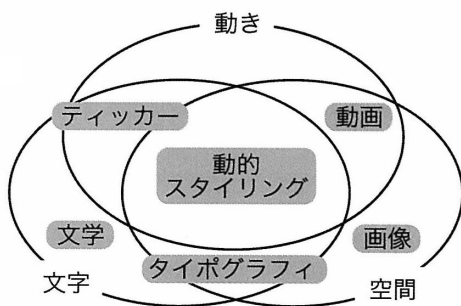 動き
ティッカー
動画
動的
スタイリング
文学
画像
タイポグラフィ
文字
空間